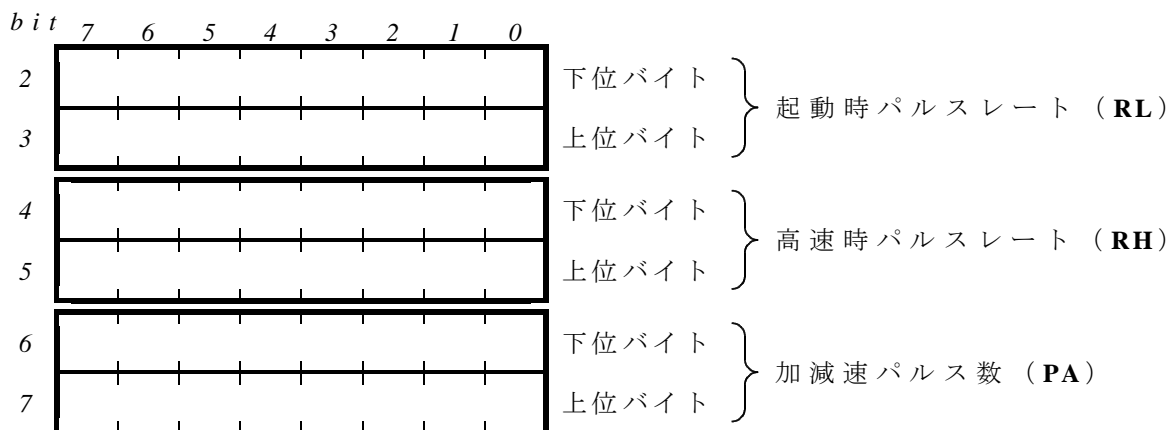 bit 7 6 5 4 3 2 1 0
2 下位バイト
起動時パルスレート（RL）
3 上位バイト
4 下位バイト
高速時パルスレート（RH）
5 上位バイト
6 下位バイト
加減速パルス数（PA）
7 上位バイト